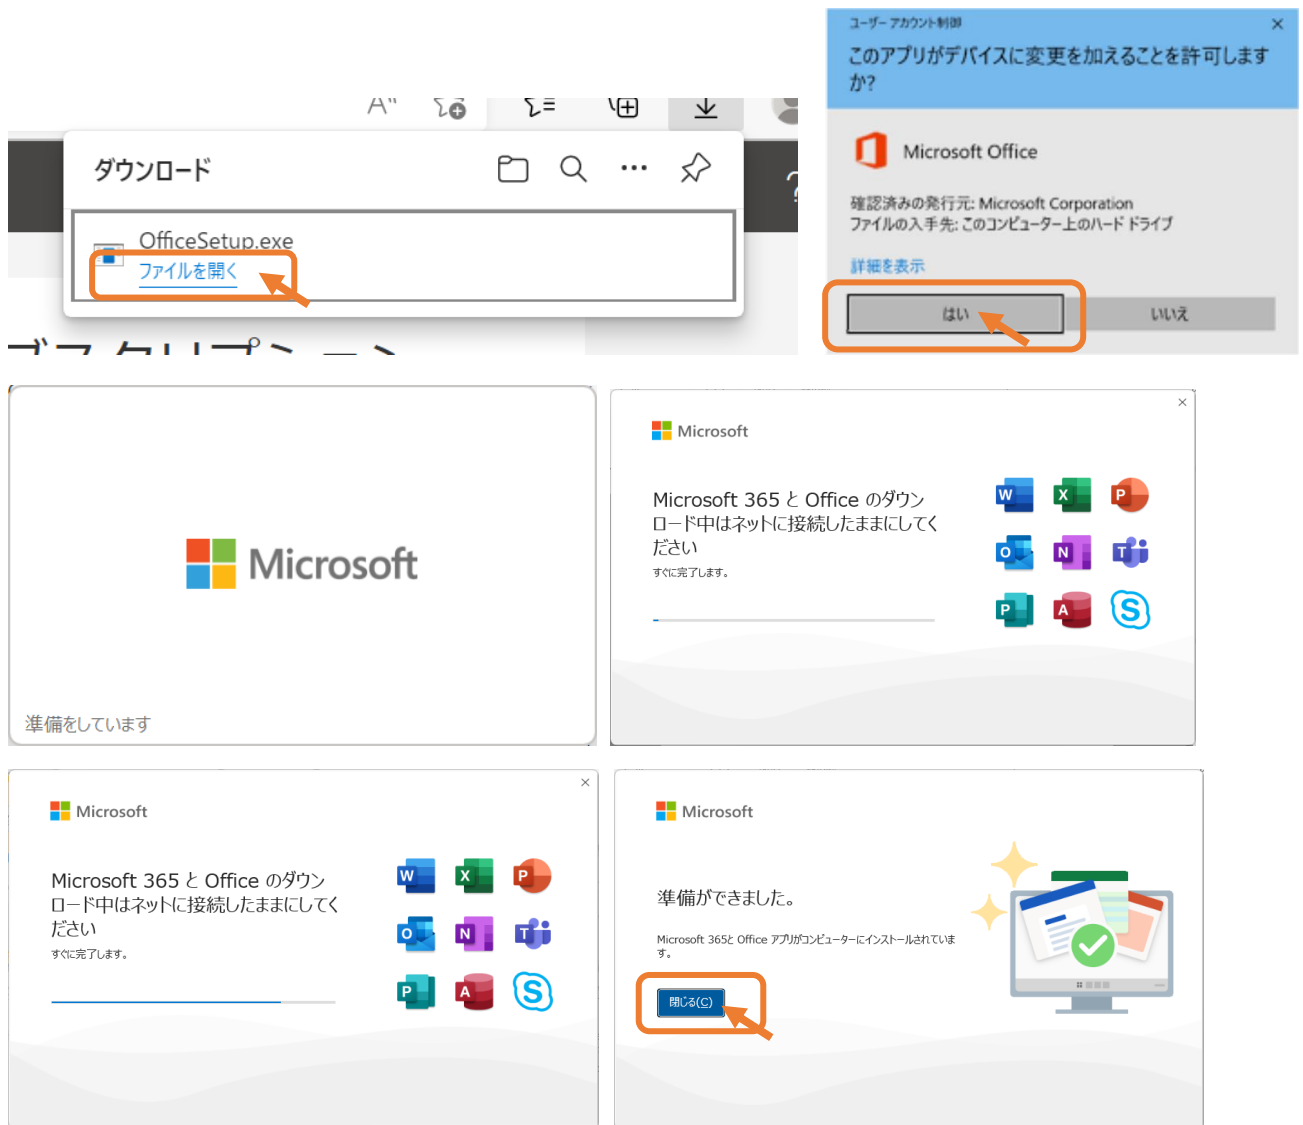 ダウンロード
OfficeSetup.exe
ファイルを開く
ユーザー アカウント制御
このアプリがデバイスに変更を加えることを許可します
か?
Microsoft Office
確認済みの発行元: Microsoft Corporation
ファイルの入手先: このコンピューター上のハード ドライブ
詳細を表示
はい
いいえ
Microsoft
準備をしています
Microsoft
Microsoft 365 と Office のダウン
ロード中はネットに接続したままにしてく
ださい
すぐに完了します。
W
X
P
O
N
T
P
A
S
Microsoft
Microsoft 365 と Office のダウン
ロード中はネットに接続したままにしてく
ださい
すぐに完了します。
W
X
P
O
N
T
P
A
S
Microsoft
準備ができました。
Microsoft 365と Office アプリがコンピューターにインストールされていま
す。
閉じる(C)